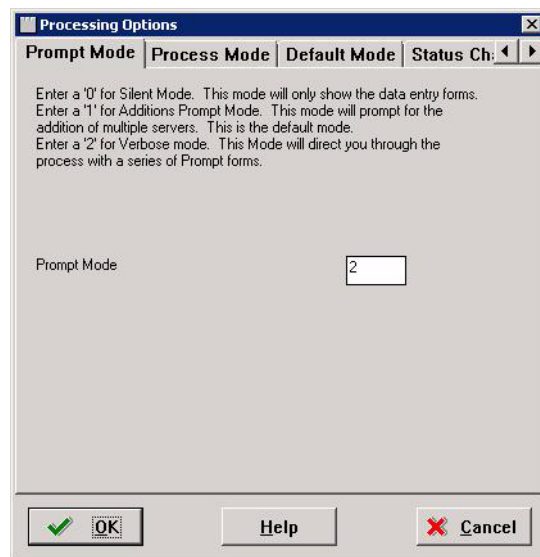 Processing Options
Prompt Mode Process Mode Default Mode Status Ch
Enter a '0' for Silent Mode. This mode will only show the data entry forms.
Enter a '1' for Additions Prompt Mode. This mode will prompt for the
addition of multiple servers. This is the default mode.
Enter a '2' for Verbose mode. This Mode will direct you through the
process with a series of Prompt forms.
Prompt Mode 2
OK Help Cancel